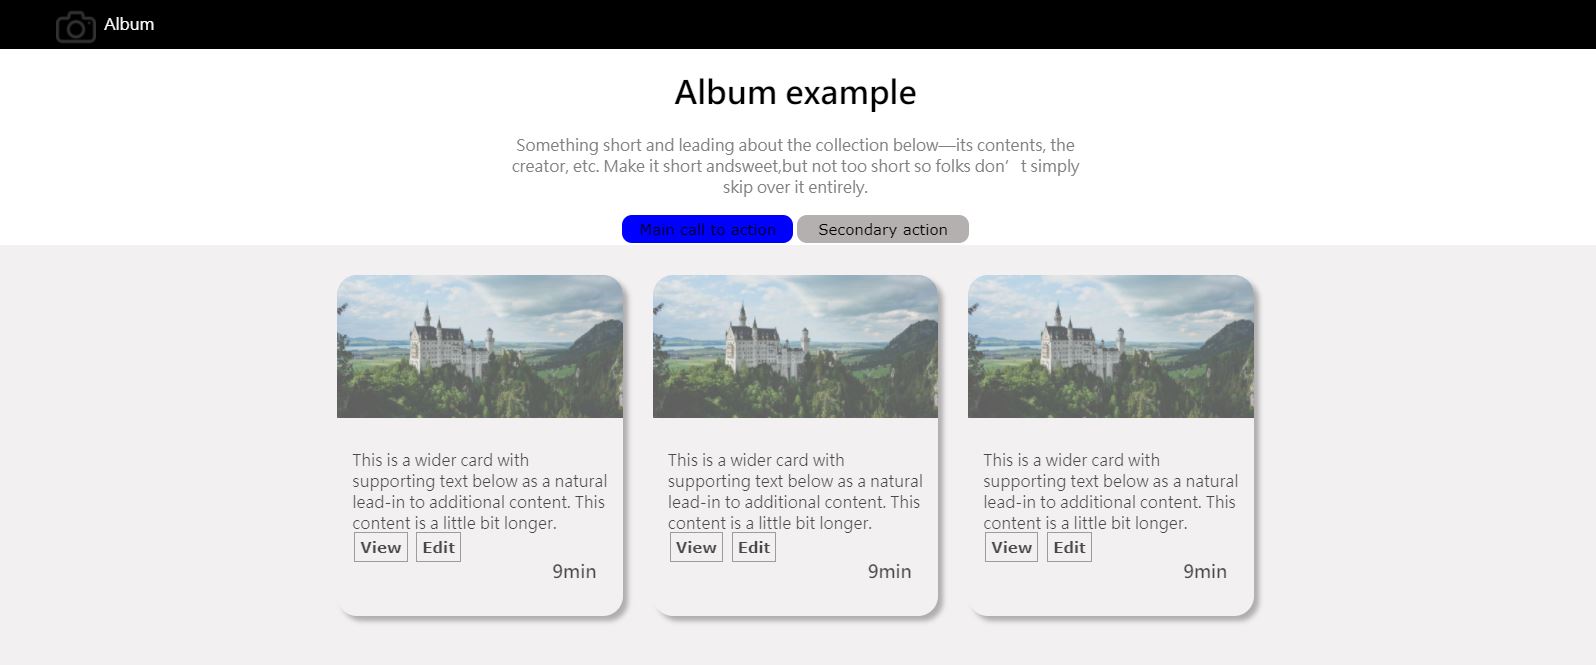 Album
Album example
Something short and leading about the collection below—its contents, the
creator, etc. Make it short andsweet,but not too short so folks don’t simply
skip over it entirely.
Main call to action Secondary action
This is a wider card with
supporting text below as a natural
lead-in to additional content. This
content is a little bit longer.
View Edit
9min
This is a wider card with
supporting text below as a natural
lead-in to additional content. This
content is a little bit longer.
View Edit
9min
This is a wider card with
supporting text below as a natural
lead-in to additional content. This
content is a little bit longer.
View Edit
9min